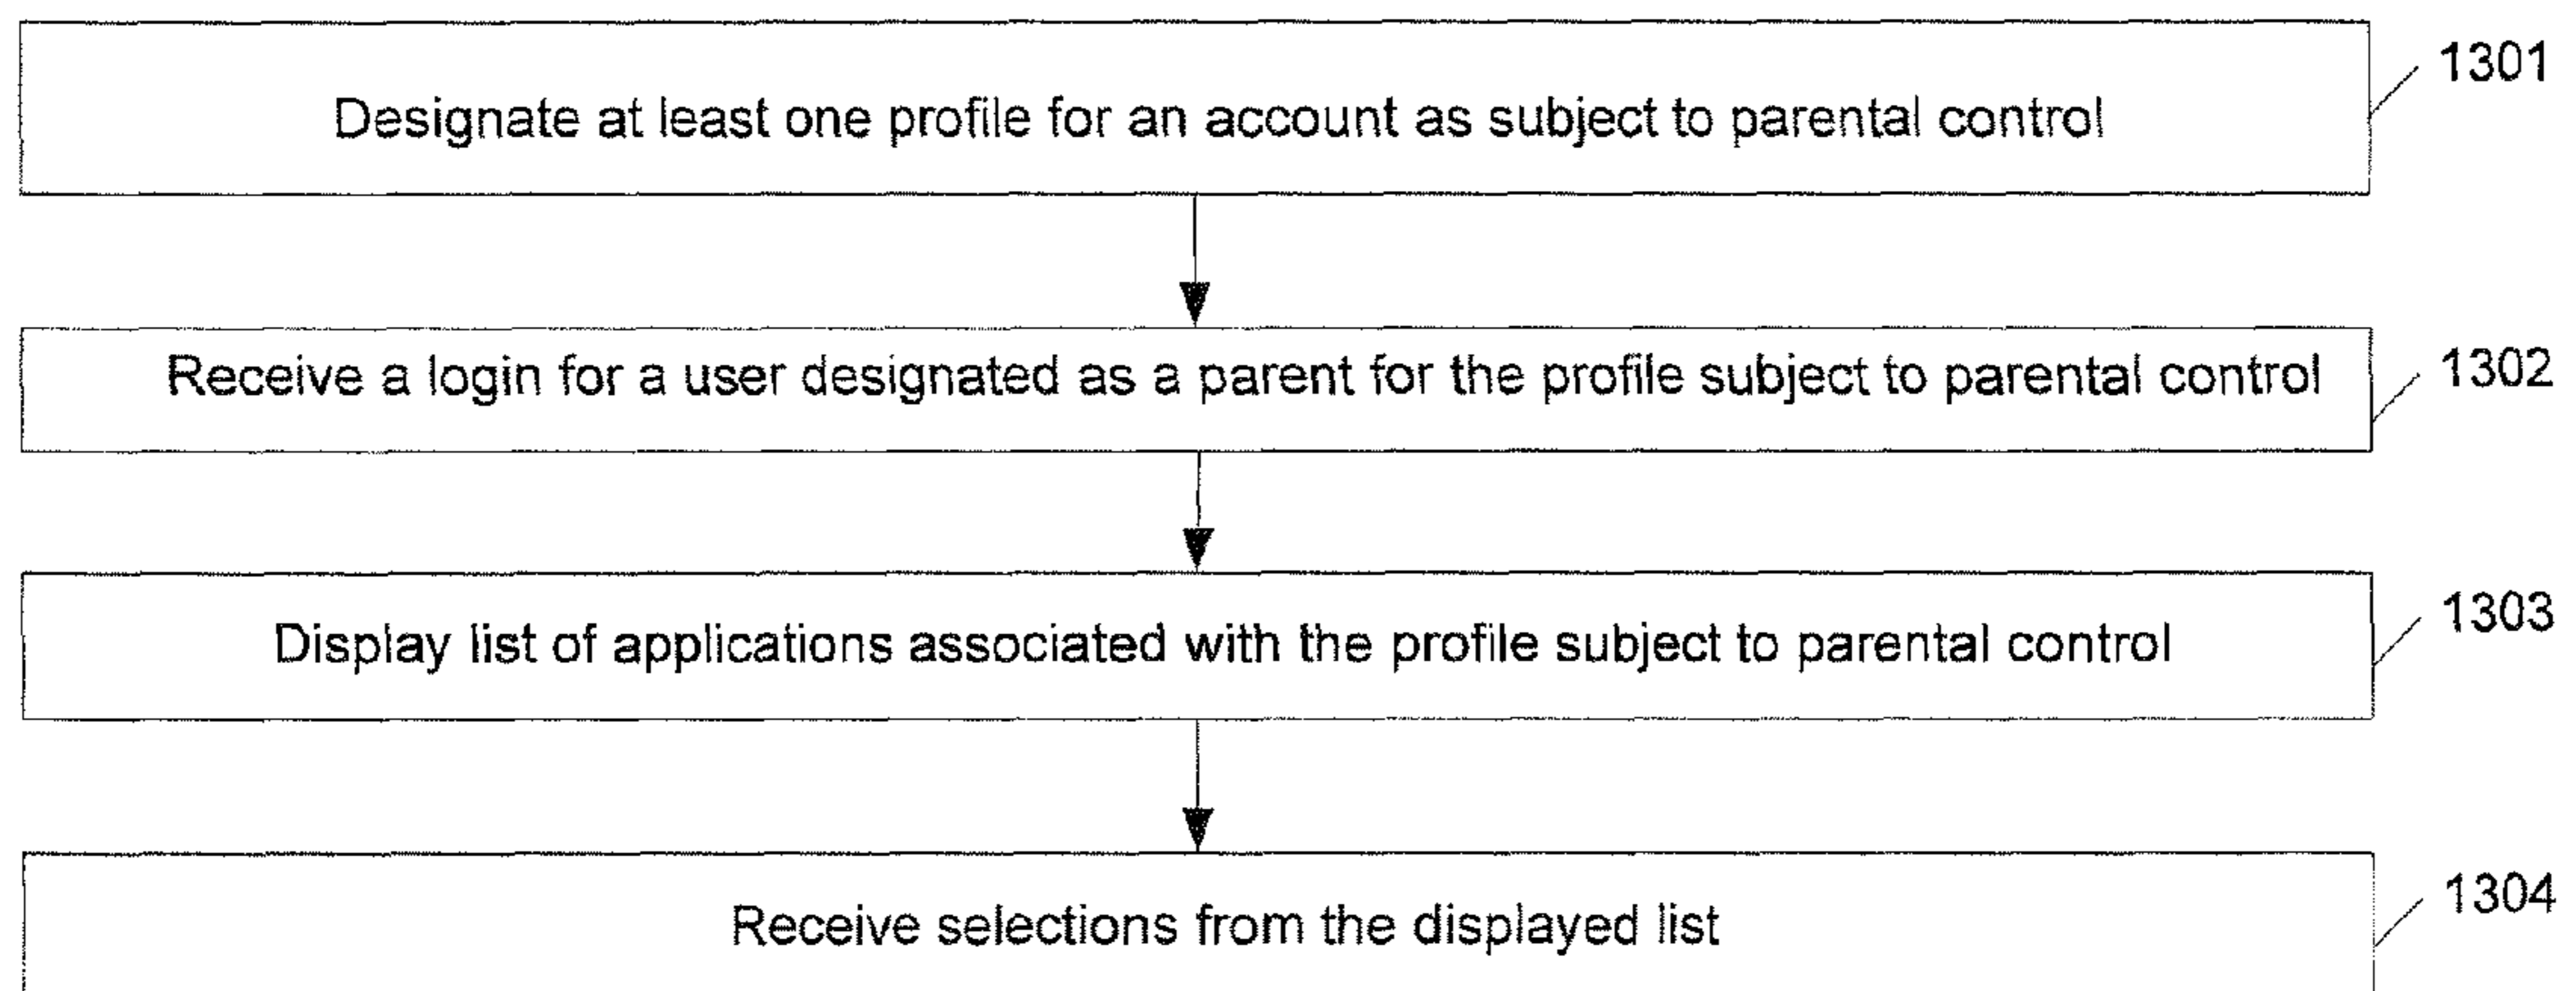 Designate at least one profile for an account as subject to parental control
1301
Receive a login for a user designated as a parent for the profile subject to parental control
1302
Display list of applications associated with the profile subject to parental control
1303
Receive selections from the displayed list
1304